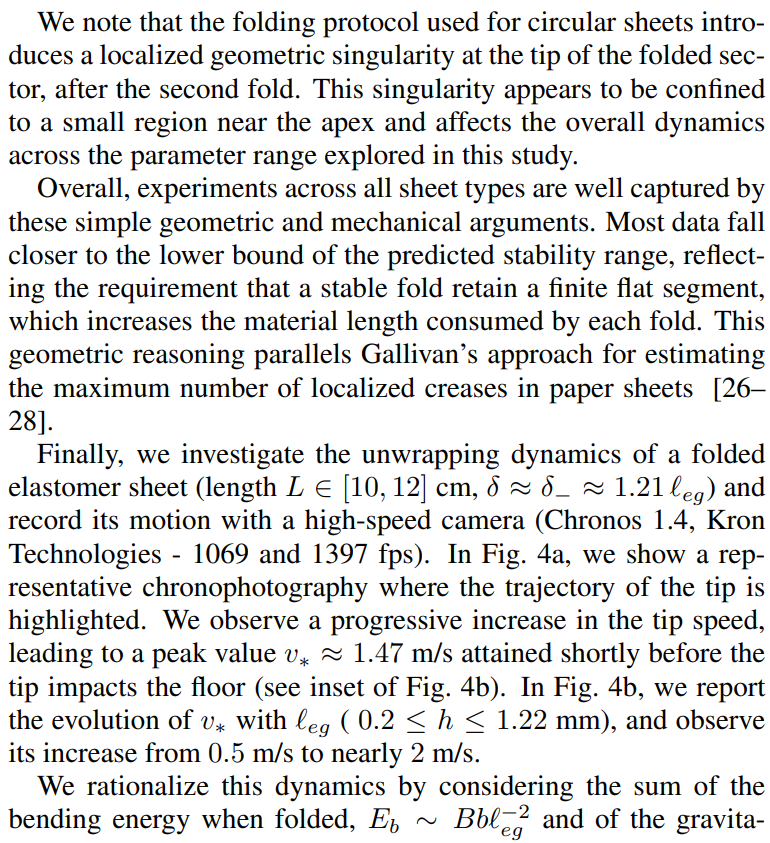 We note that the folding protocol used for circular sheets intro-
duces a localized geometric singularity at the tip of the folded sec-
tor, after the second fold. This singularity appears to be confined
to a small region near the apex and affects the overall dynamics
across the parameter range explored in this study.
Overall, experiments across all sheet types are well captured by
these simple geometric and mechanical arguments. Most data fall
closer to the lower bound of the predicted stability range, reflect-
ing the requirement that a stable fold retain a finite flat segment,
which increases the material length consumed by each fold. This
geometric reasoning parallels Gallivan's approach for estimating
the maximum number of localized creases in paper sheets [26–
28].
Finally, we investigate the unwrapping dynamics of a folded
elastomer sheet (length L ∈ [10, 12] cm, δ ≈ δ₋ ≈ 1.21 ℓ_{eg}) and
record its motion with a high-speed camera (Chronos 1.4, Kron
Technologies - 1069 and 1397 fps). In Fig. 4a, we show a rep-
resentative chronophotography where the trajectory of the tip is
highlighted. We observe a progressive increase in the tip speed,
leading to a peak value v_* ≈ 1.47 m/s attained shortly before the
tip impacts the floor (see inset of Fig. 4b). In Fig. 4b, we report
the evolution of v_* with ℓ_{eg} ( 0.2 ≤ h ≤ 1.22 mm), and observe
its increase from 0.5 m/s to nearly 2 m/s.
We rationalize this dynamics by considering the sum of the
bending energy when folded, E_b ∼ Bbℓ_{eg}^{-2} and of the gravita-